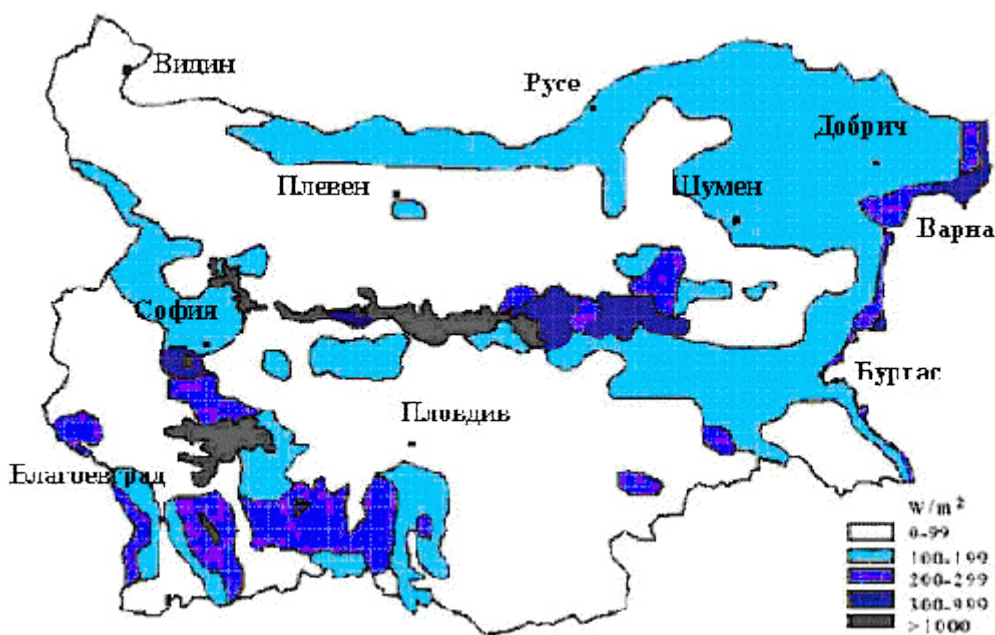 Видин
Русе
Добрич
Плевен
Шумен
Варна
София
Бургас
Пловдив
Благоевград
W/m²
0-99
100-199
200-299
300-999
>1000